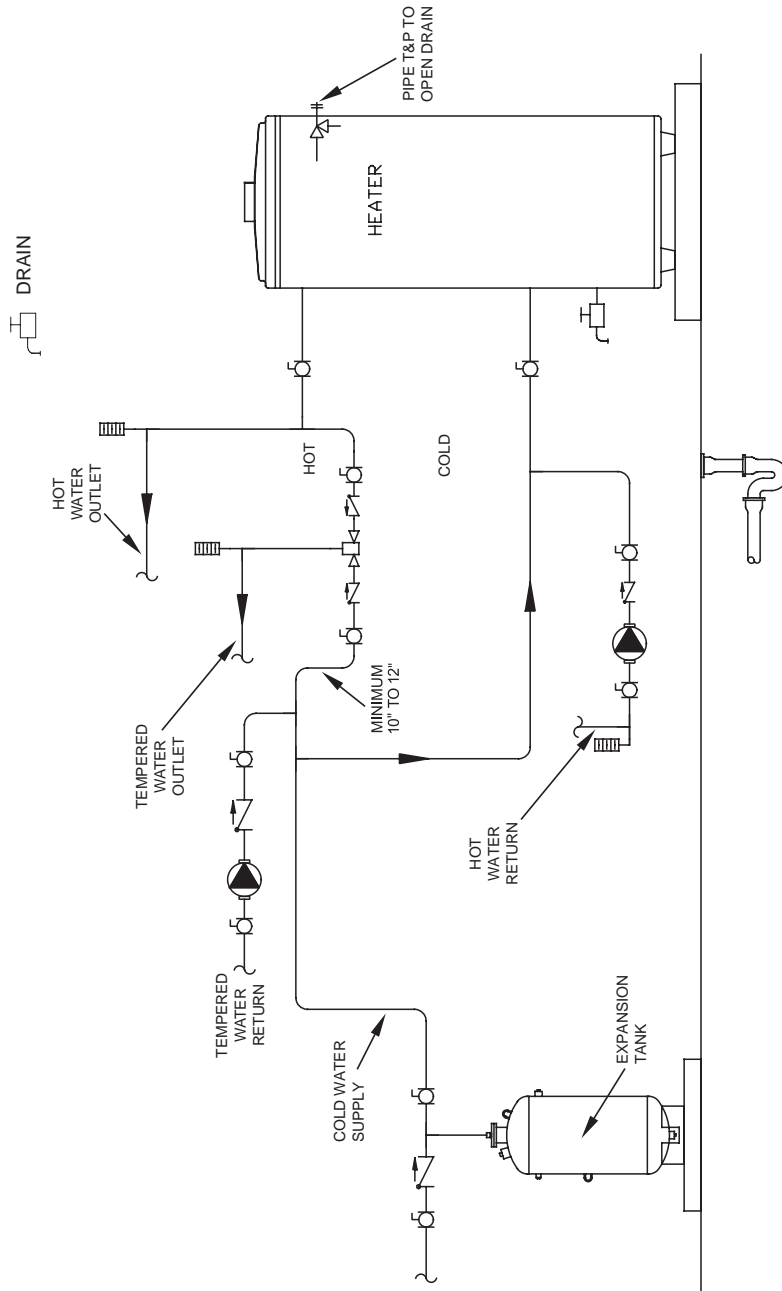 DRAIN
PIPE T&P TO
OPEN DRAIN
HEATER
HOT
WATER
OUTLET
HOT
COLD
TEMPERED
WATER
OUTLET
MINIMUM
10" TO 12"
HOT
WATER
RETURN
TEMPERED
WATER
RETURN
COLD WATER
SUPPLY
EXPANSION
TANK